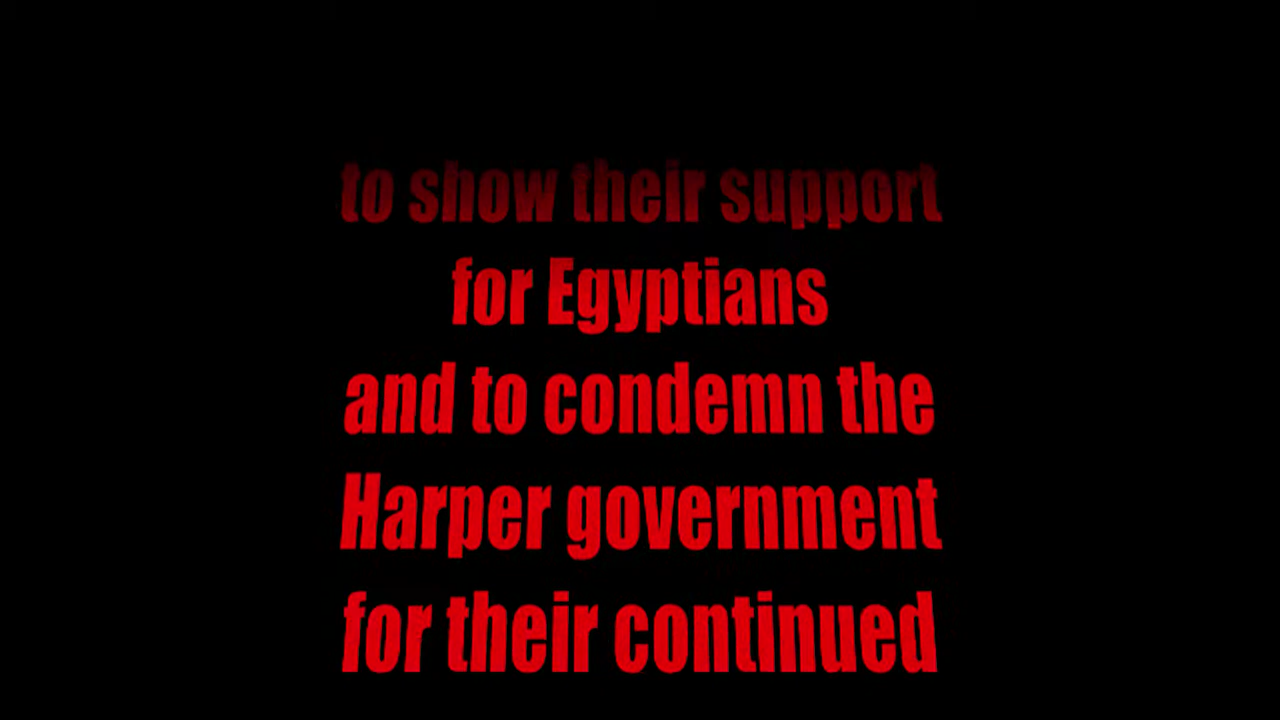 to show their support
for Egyptians
and to condemn the
Harper government
for their continued